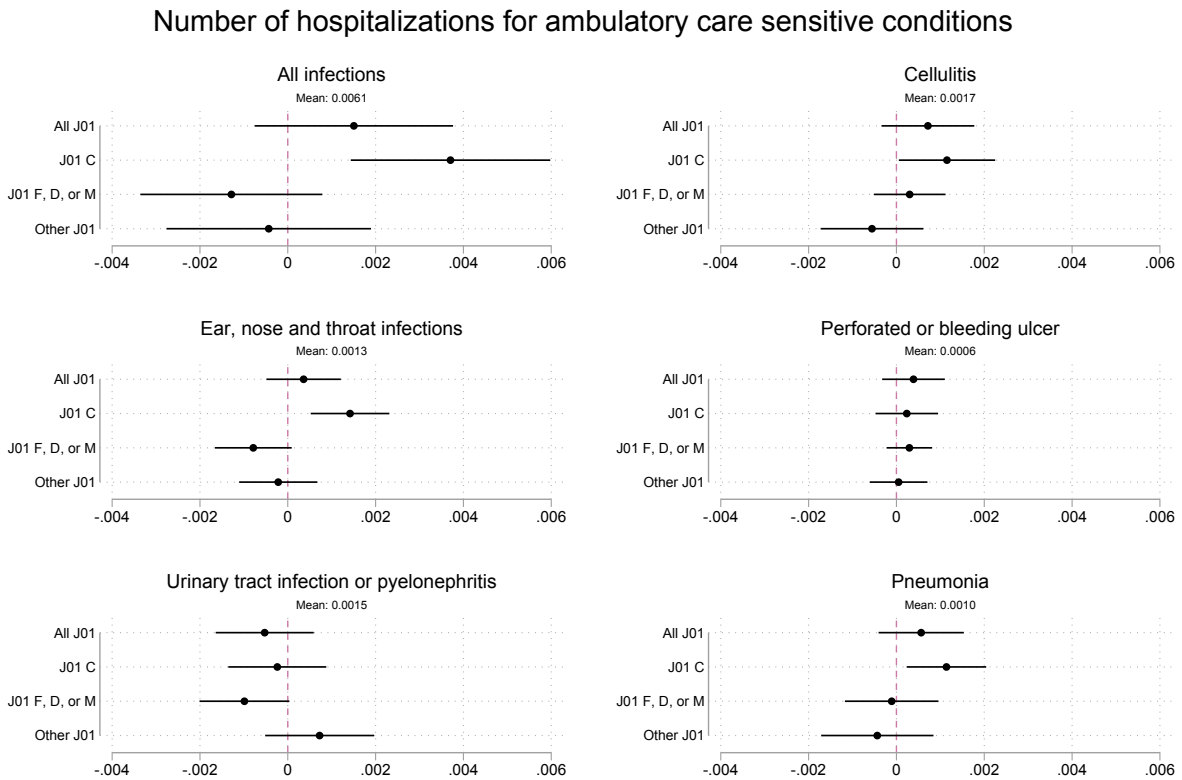 Number of hospitalizations for ambulatory care sensitive conditions
All infections
Mean: 0.0061
All J01
J01 C
J01 F, D, or M
Other J01
-.004 -.002 0 .002 .004 .006
Cellulitis
Mean: 0.0017
All J01
J01 C
J01 F, D, or M
Other J01
-.004 -.002 0 .002 .004 .006
Ear, nose and throat infections
Mean: 0.0013
All J01
J01 C
J01 F, D, or M
Other J01
-.004 -.002 0 .002 .004 .006
Perforated or bleeding ulcer
Mean: 0.0006
All J01
J01 C
J01 F, D, or M
Other J01
-.004 -.002 0 .002 .004 .006
Urinary tract infection or pyelonephritis
Mean: 0.0015
All J01
J01 C
J01 F, D, or M
Other J01
-.004 -.002 0 .002 .004 .006
Pneumonia
Mean: 0.0010
All J01
J01 C
J01 F, D, or M
Other J01
-.004 -.002 0 .002 .004 .006